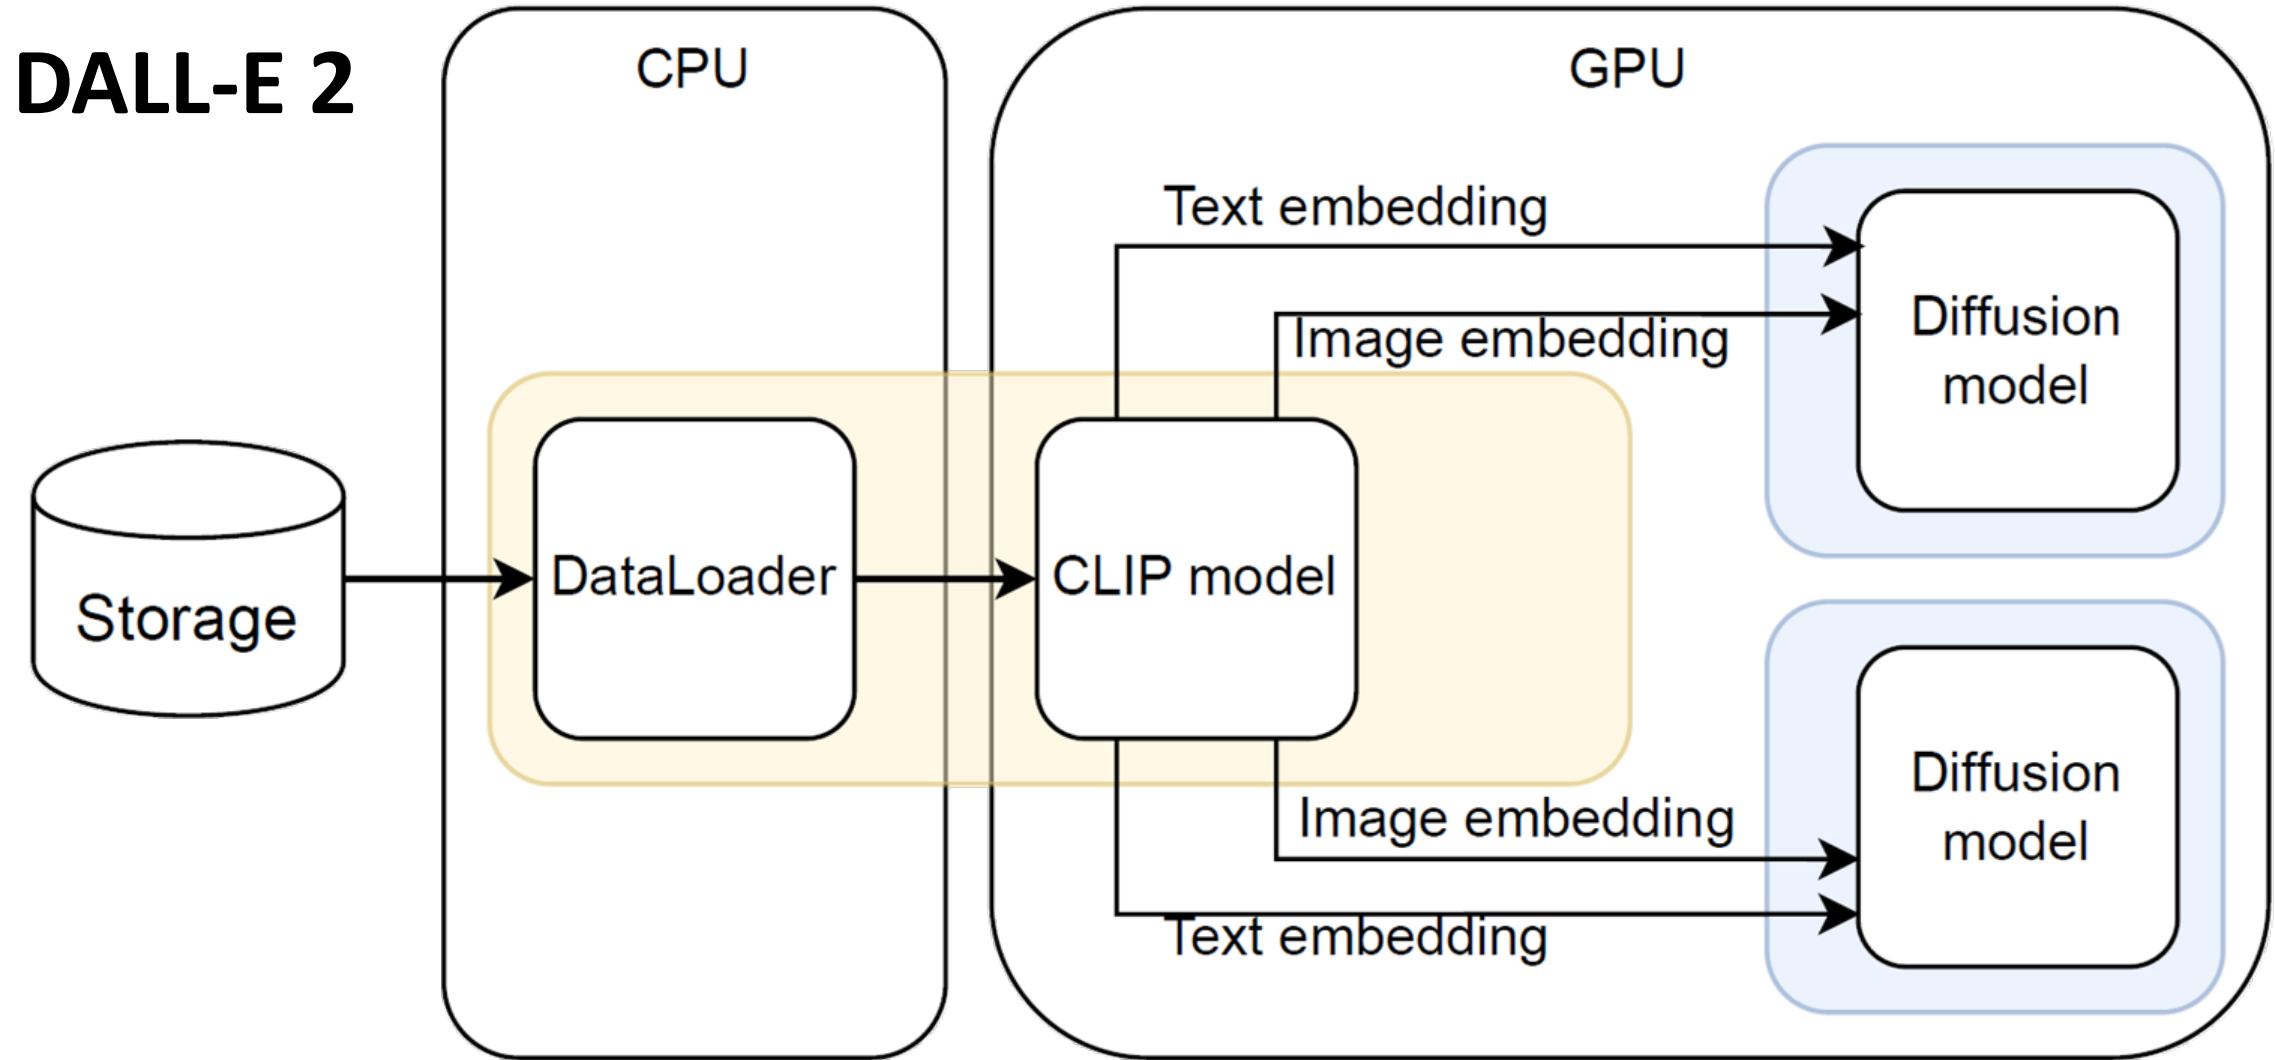 DALL-E 2
CPU
GPU
Text embedding
Image embedding
Diffusion
model
Storage
DataLoader
CLIP model
Image embedding
Text embedding
Diffusion
model